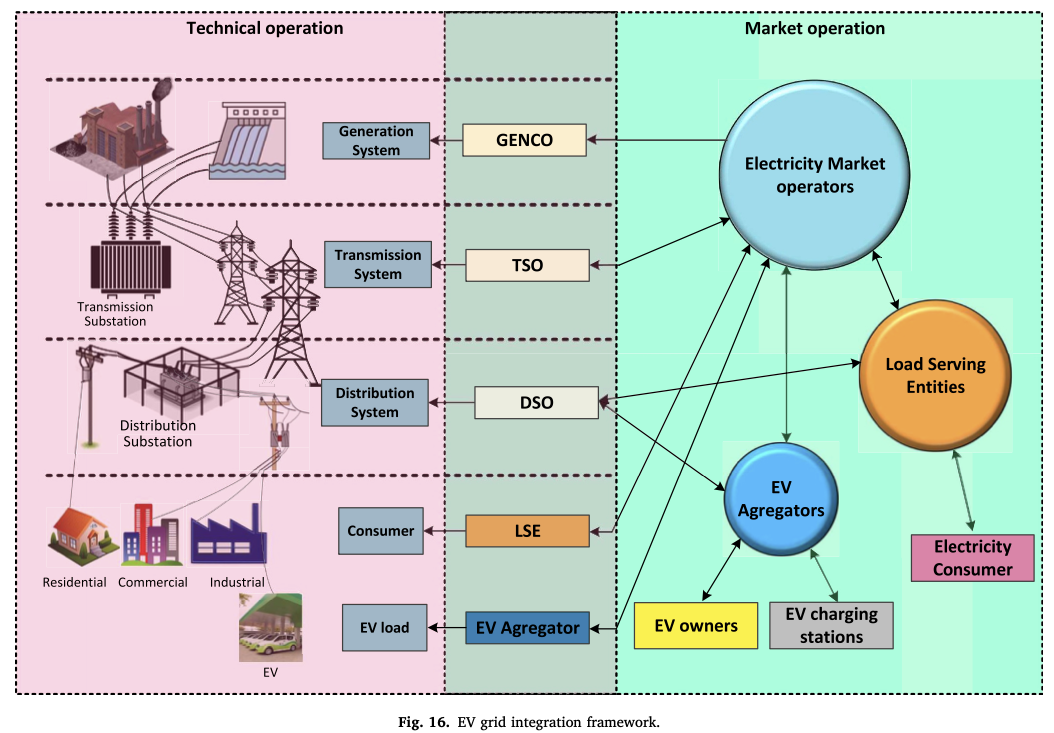 Technical operation
Market operation
Generation
System
GENCO
Electricity Market
operators
Transmission
System
TSO
Transmission
Substation
Load Serving
Entities
Distribution
System
DSO
Distribution
Substation
EV
Agregators
Consumer
LSE
Electricity
Consumer
Residential
Commercial
Industrial
EV load
EV Agregator
EV owners
EV charging
stations
EV
Fig. 16. EV grid integration framework.